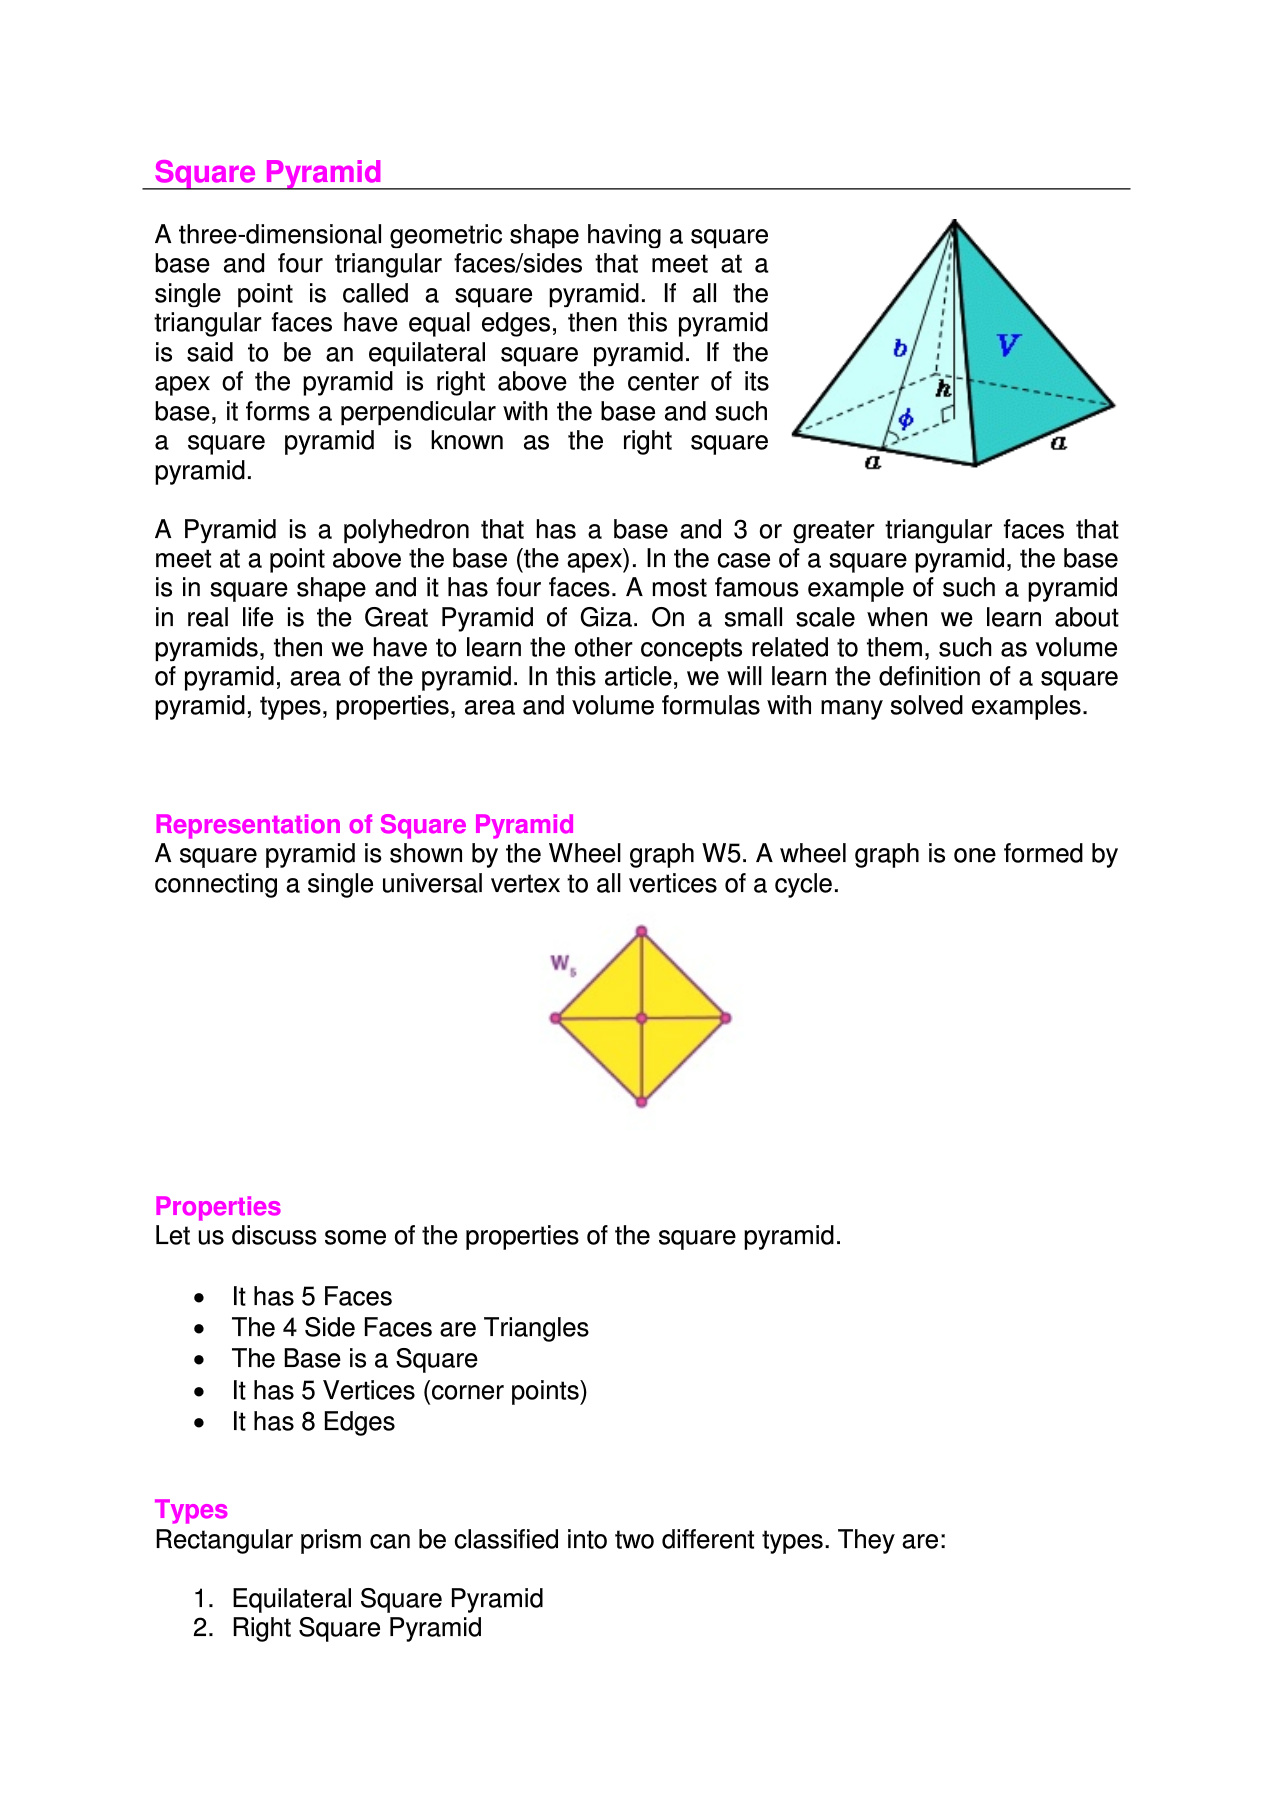 Square Pyramid
A three-dimensional geometric shape having a square
base and four triangular faces/sides that meet at a
single point is called a square pyramid. If all the
triangular faces have equal edges, then this pyramid
is said to be an equilateral square pyramid. If the
apex of the pyramid is right above the center of its
base, it forms a perpendicular with the base and such
a square pyramid is known as the right square
pyramid.
b
V
h
ϕ
a
a
A Pyramid is a polyhedron that has a base and 3 or greater triangular faces that
meet at a point above the base (the apex). In the case of a square pyramid, the base
is in square shape and it has four faces. A most famous example of such a pyramid
in real life is the Great Pyramid of Giza. On a small scale when we learn about
pyramids, then we have to learn the other concepts related to them, such as volume
of pyramid, area of the pyramid. In this article, we will learn the definition of a square
pyramid, types, properties, area and volume formulas with many solved examples.
Representation of Square Pyramid
A square pyramid is shown by the Wheel graph W5. A wheel graph is one formed by
connecting a single universal vertex to all vertices of a cycle.
W5
Properties
Let us discuss some of the properties of the square pyramid.
• It has 5 Faces
• The 4 Side Faces are Triangles
• The Base is a Square
• It has 5 Vertices (corner points)
• It has 8 Edges
Types
Rectangular prism can be classified into two different types. They are:
1. Equilateral Square Pyramid
2. Right Square Pyramid